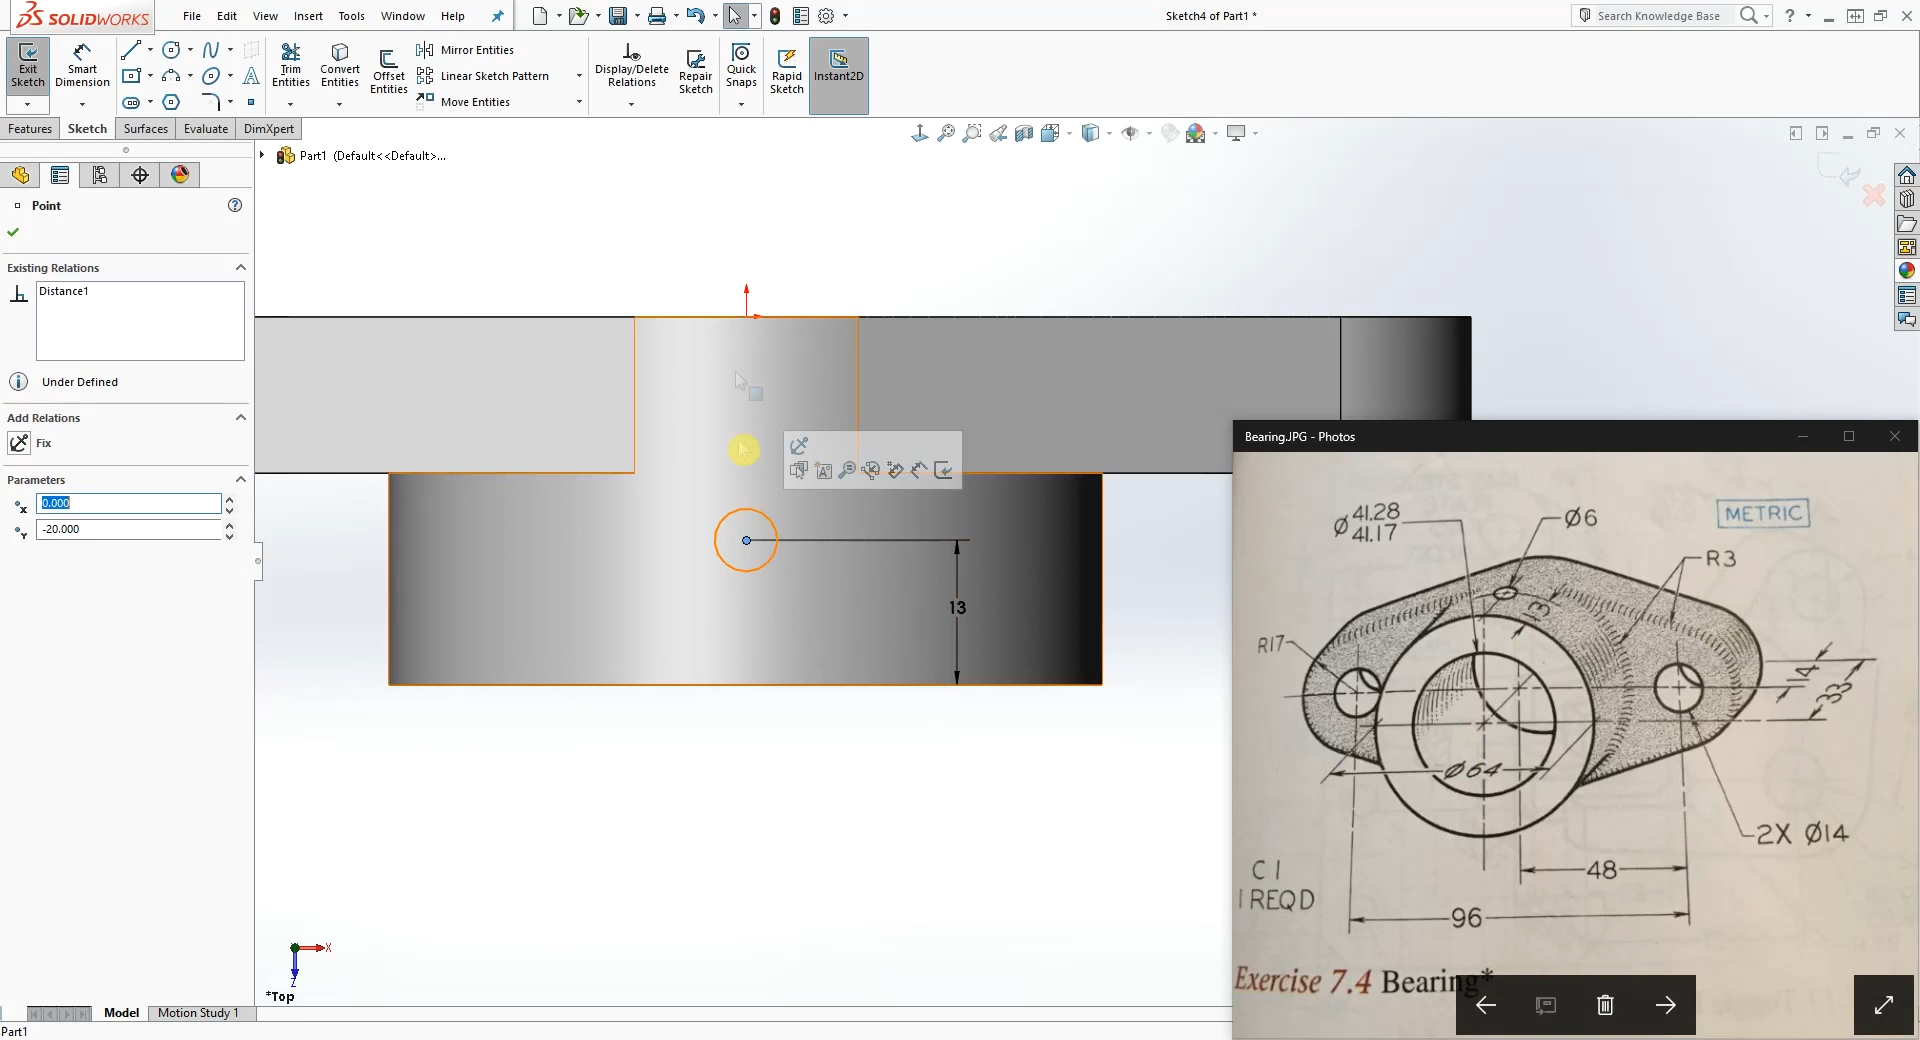 SOLIDWORKS
File Edit View Insert Tools Window Help
Sketch4 of Part1 *
Search Knowledge Base
?
Exit Sketch
Smart Dimension
Trim Entities
Convert Entities
Offset Entities
Mirror Entities
Linear Sketch Pattern
Move Entities
Display/Delete Relations
Repair Sketch
Quick Snaps
Rapid Sketch
Instant2D
Features Sketch Surfaces Evaluate DimXpert
Part1 (Default<<Default>...
Point
Existing Relations
Distance1
Under Defined
Add Relations
Fix
Parameters
X 0.000
Y -20.000
13
X
Z
*Top
Model Motion Study 1
Part1
Bearing.JPG - Photos
Ø 41.28
41.17
Ø6
METRIC
R3
R17
13
14
33
Ø64
2X Ø14
48
96
C I
1 REQD
Exercise 7.4 Bearing*